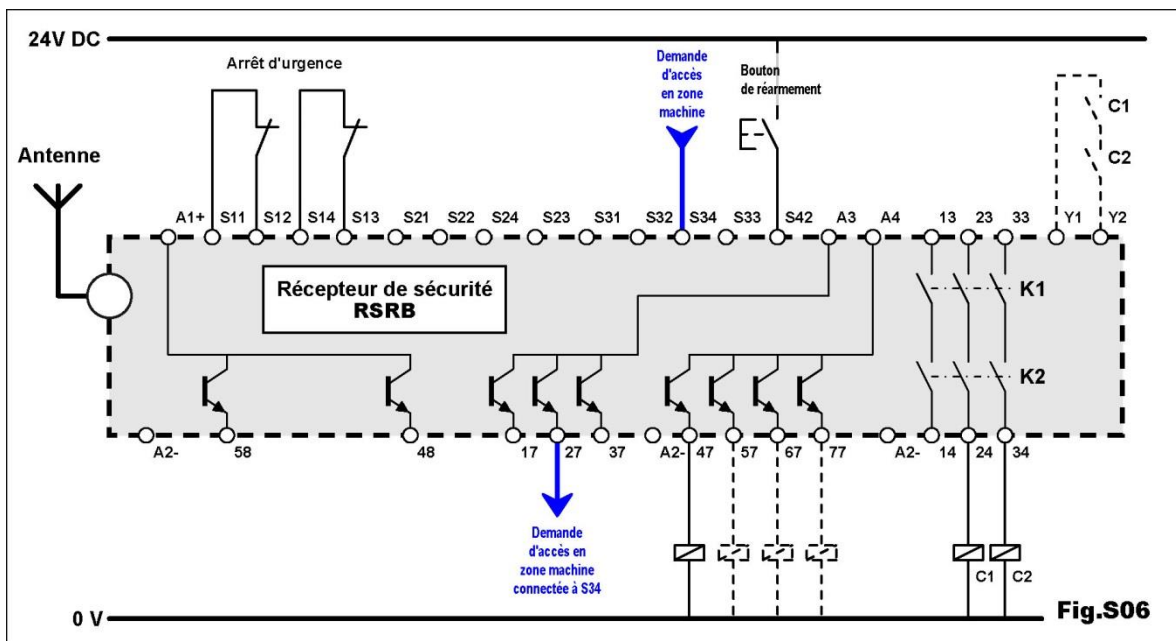 24V DC
Arrêt d'urgence
Demande
d'accès
en zone
machine
Bouton
de réarmement
C1
C2
Antenne
A1+ S11 S12 S14 S13 S21 S22 S24 S23 S31 S32 S34 S33 S42 A3 A4 13 23 33 Y1 Y2
Récepteur de sécurité
RSRB
K1
K2
A2- 58 48 17 27 37 A2- 47 57 67 77 A2- 14 24 34
Demande
d'accès en
zone machine
connectée à S34
C1 C2
0 V
Fig.S06